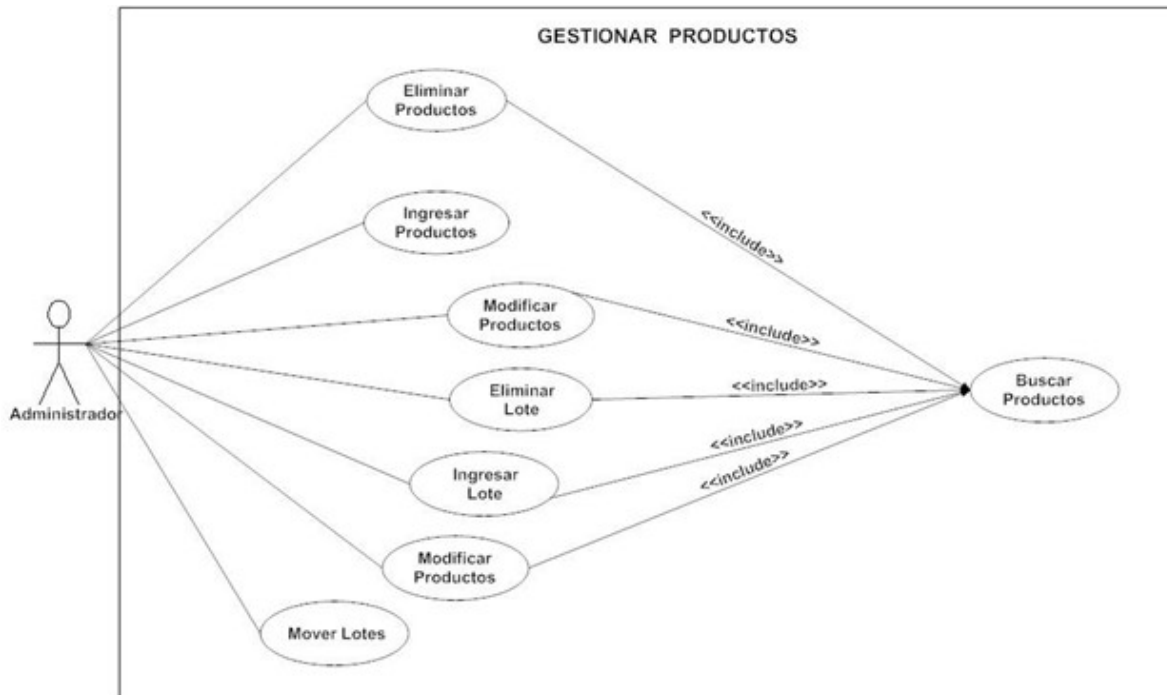 GESTIONAR PRODUCTOS
Eliminar
Productos
<<include>>
Ingresar
Productos
Modificar
Productos
<<include>>
Eliminar
Lote
<<include>>
Buscar
Productos
Administrador
Ingresar
Lote
<<include>>
<<include>>
Modificar
Productos
Mover Lotes